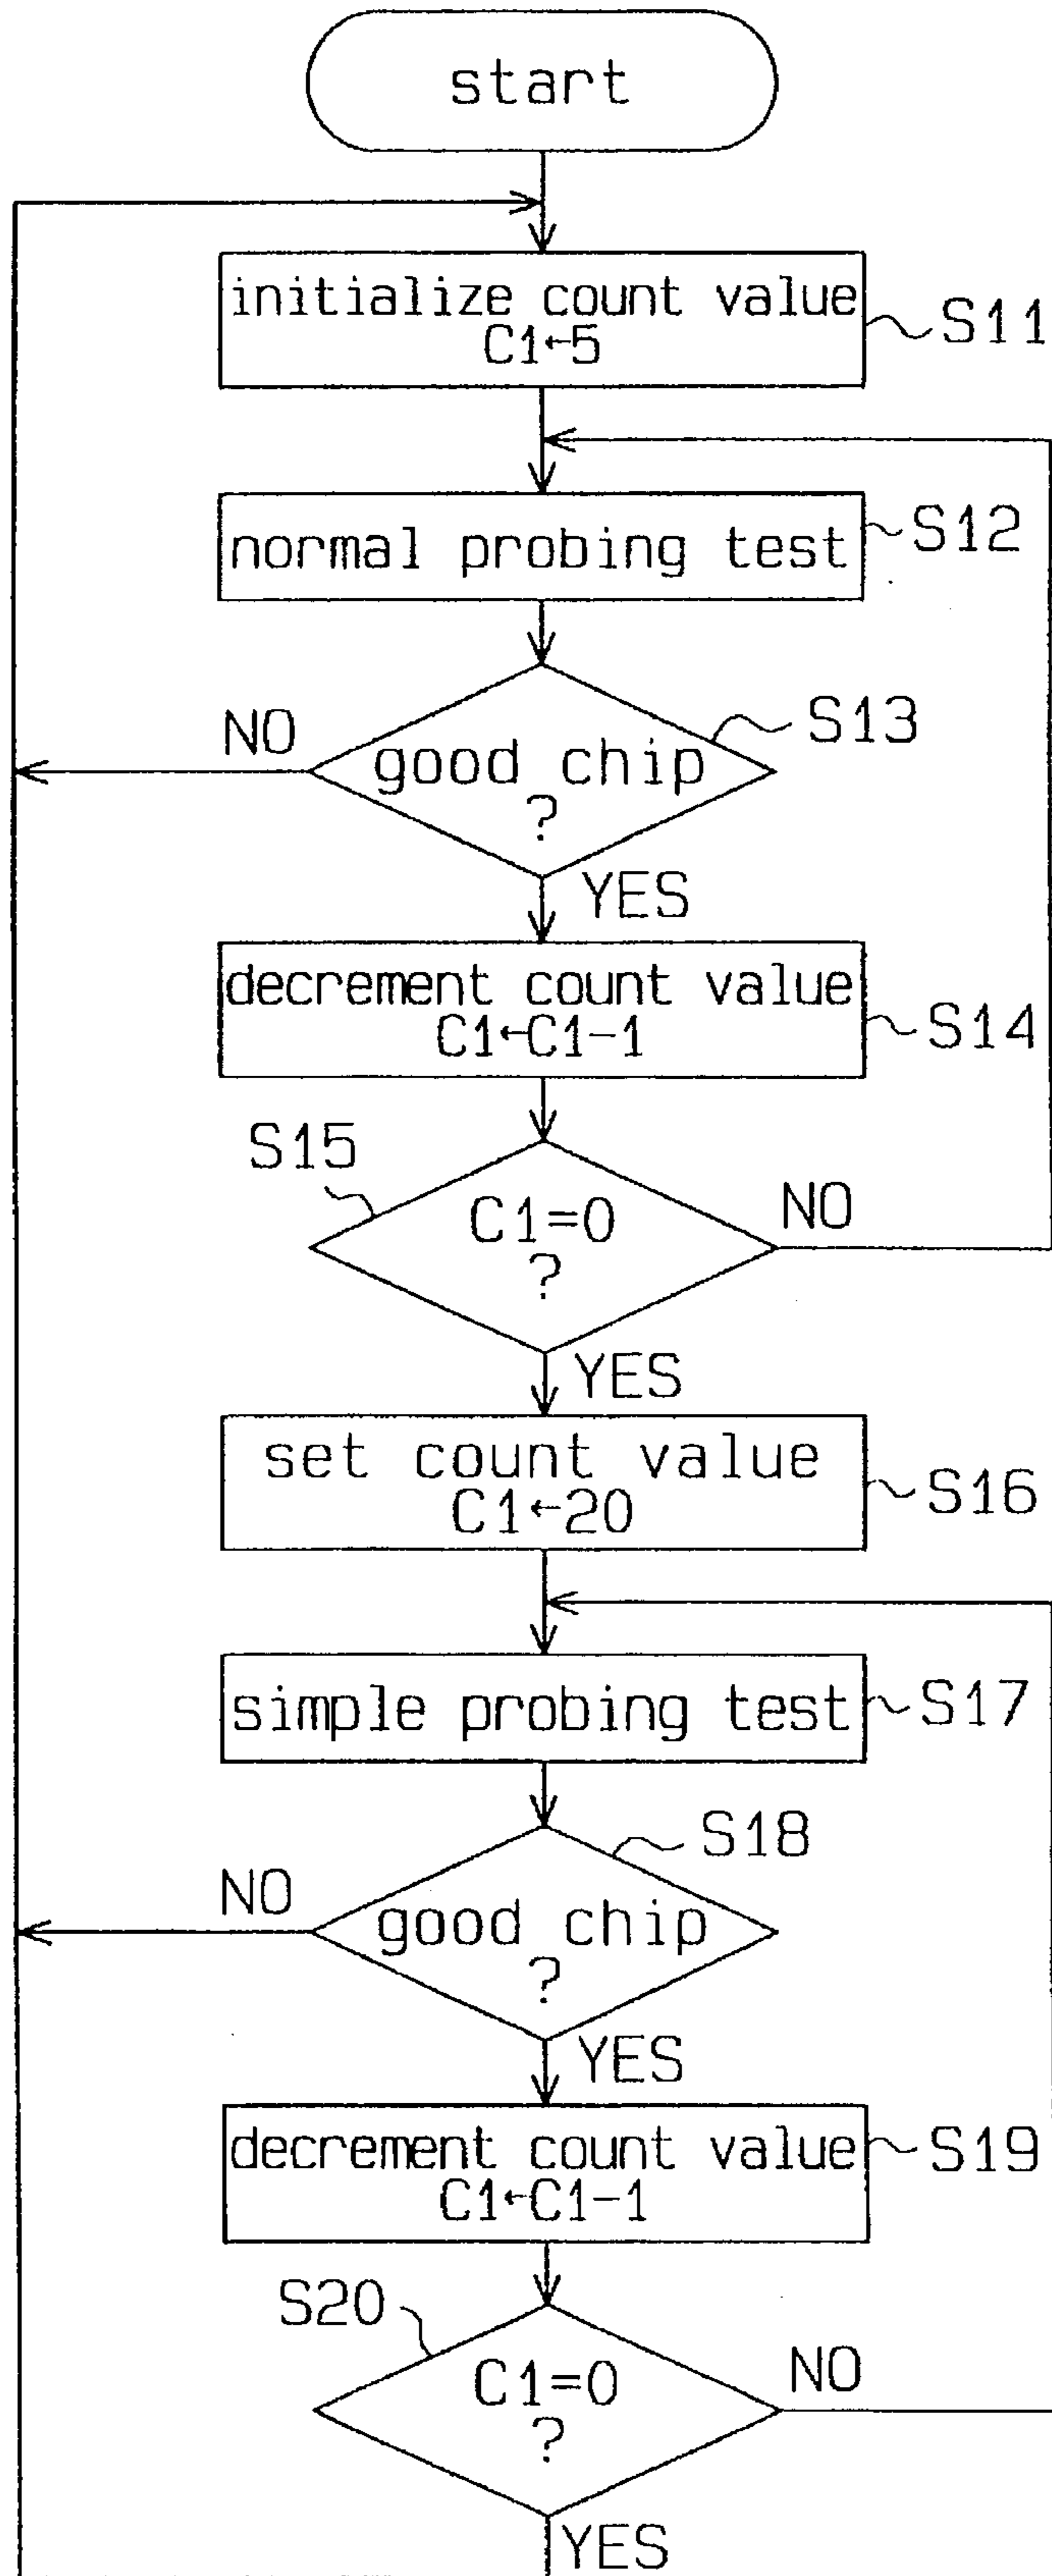 start
initialize count value
C1←5
S11
normal probing test
S12
NO
good chip
?
S13
YES
decrement count value
C1←C1-1
S14
S15
C1=0
?
NO
YES
set count value
C1←20
S16
simple probing test
S17
NO
good chip
?
S18
YES
decrement count value
C1←C1-1
S19
S20
C1=0
?
NO
YES